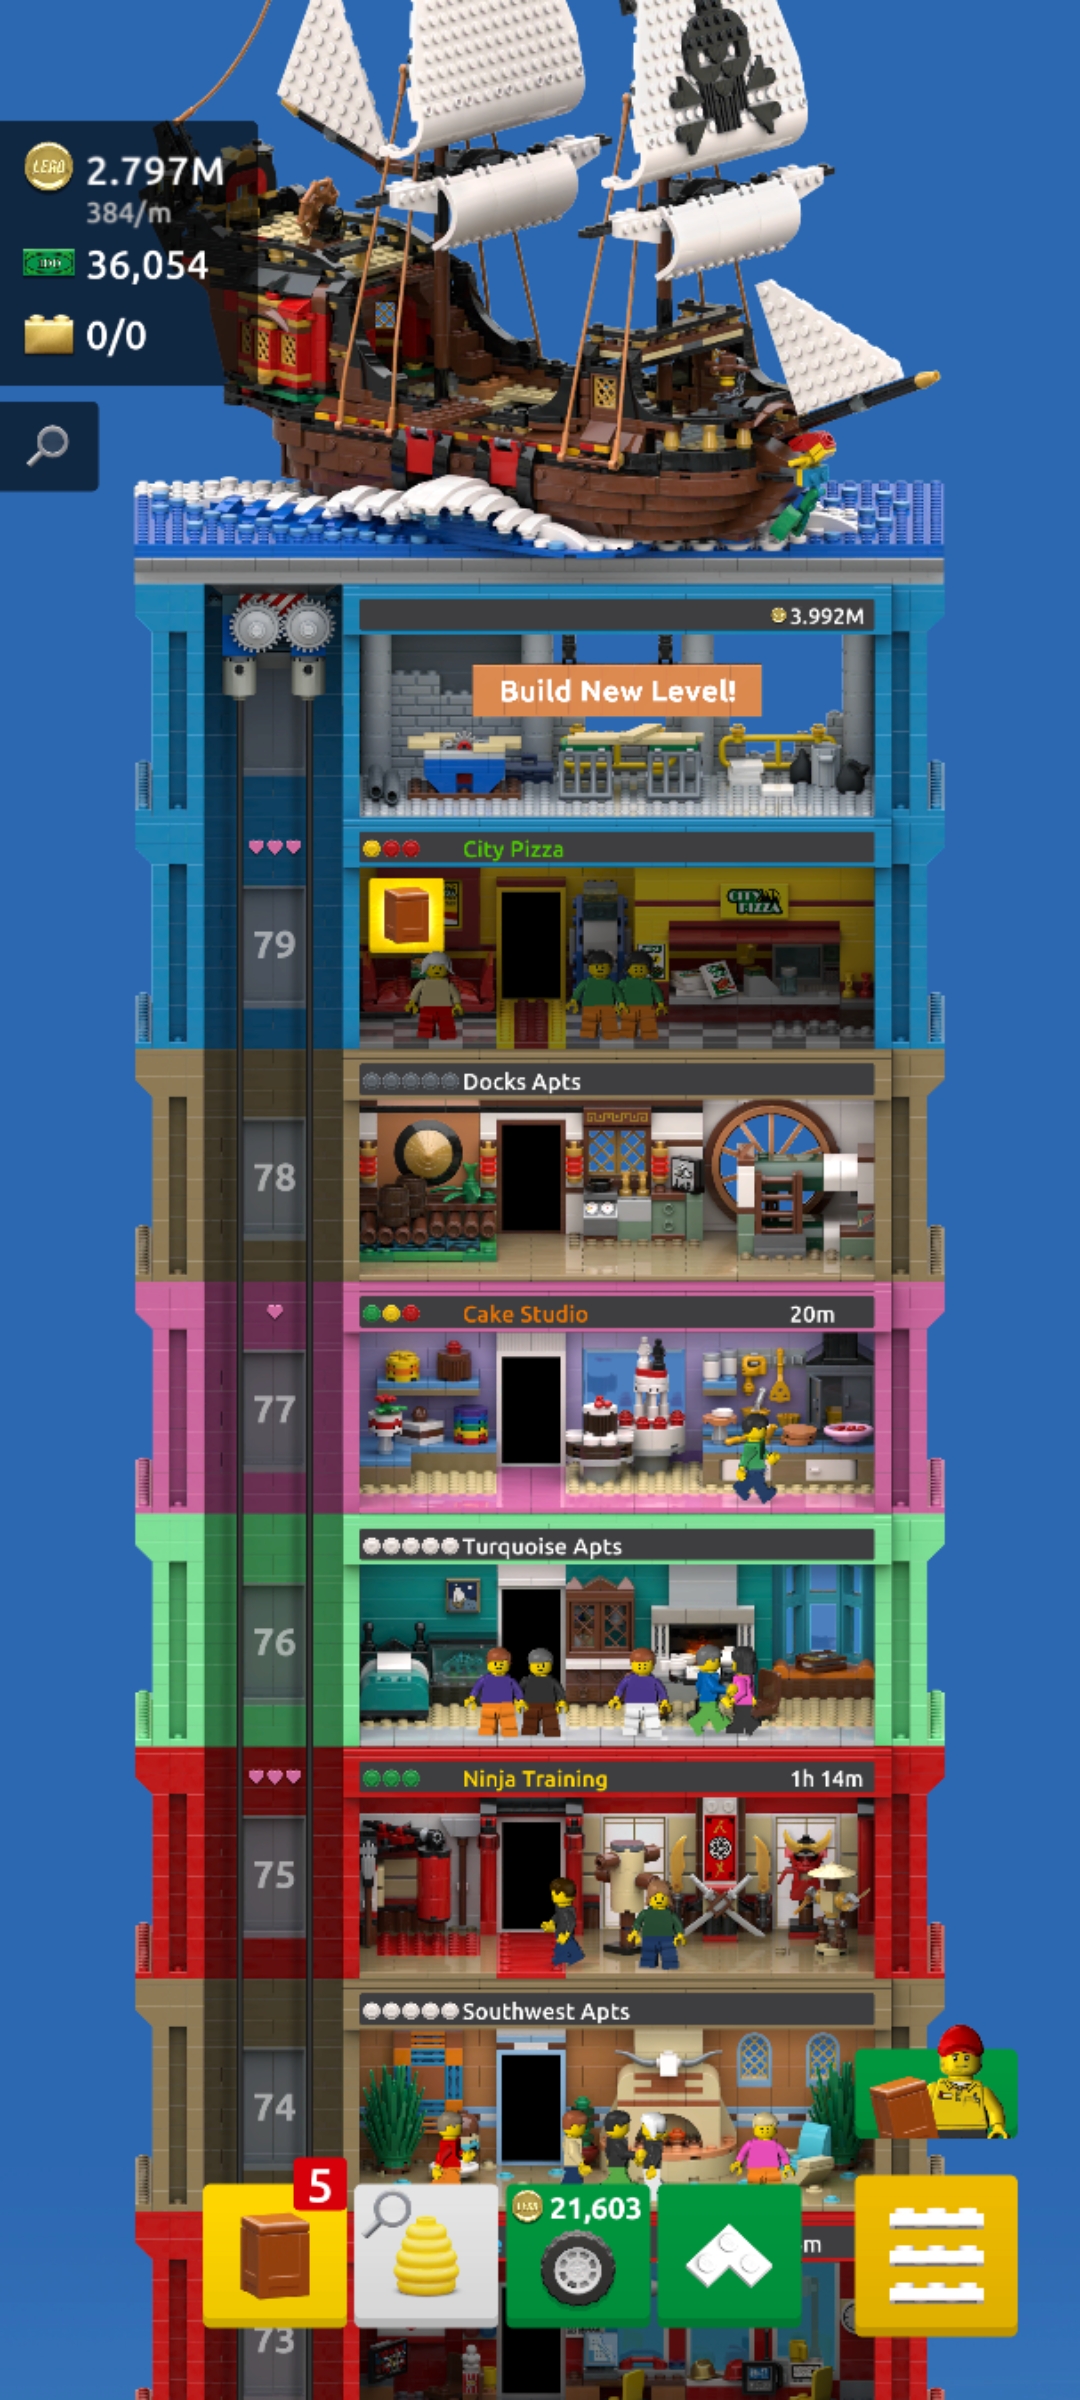 LEGO 2.797M
384/m
36,054
0/0
3.992M
Build New Level!
City Pizza
CITY
PIZZA
79
Docks Apts
78
Cake Studio 20m
77
Turquoise Apts
76
Ninja Training 1h 14m
75
Southwest Apts
74
5
21,603
m
73